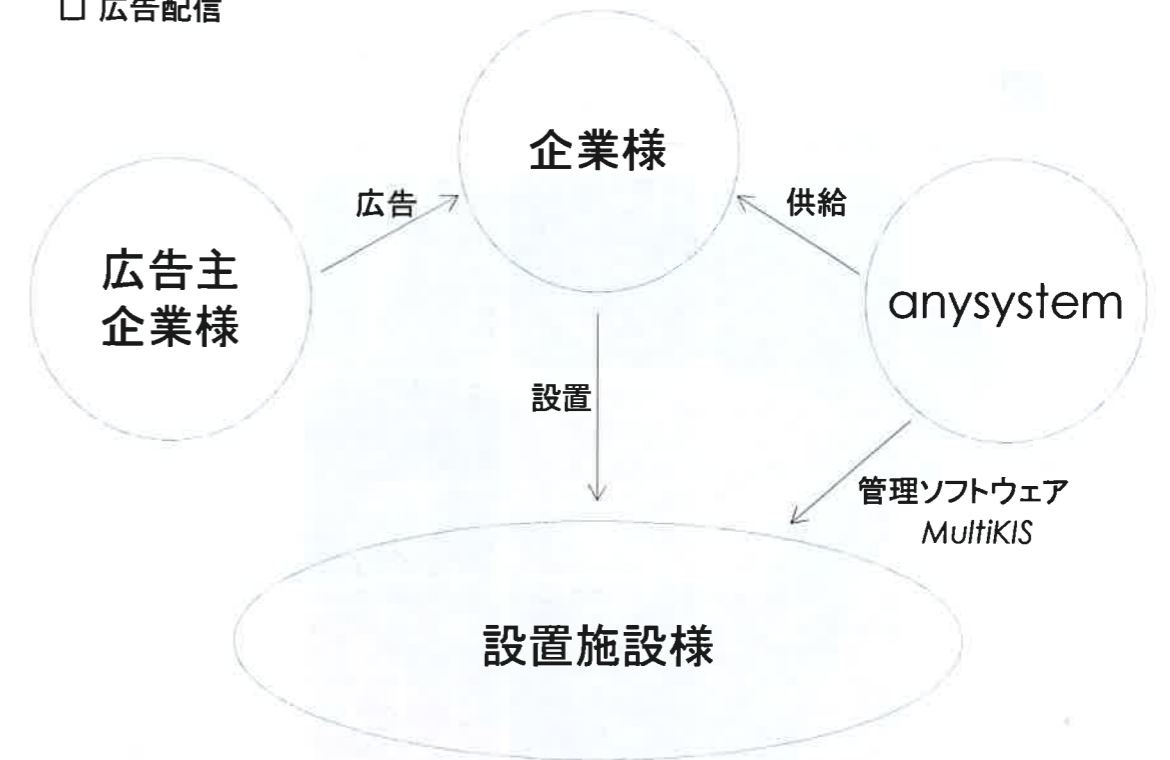 □ 広告配信
企業様
広告
供給
広告主
企業様
anysystem
設置
管理ソフトウェア
MultiKIS
設置施設様